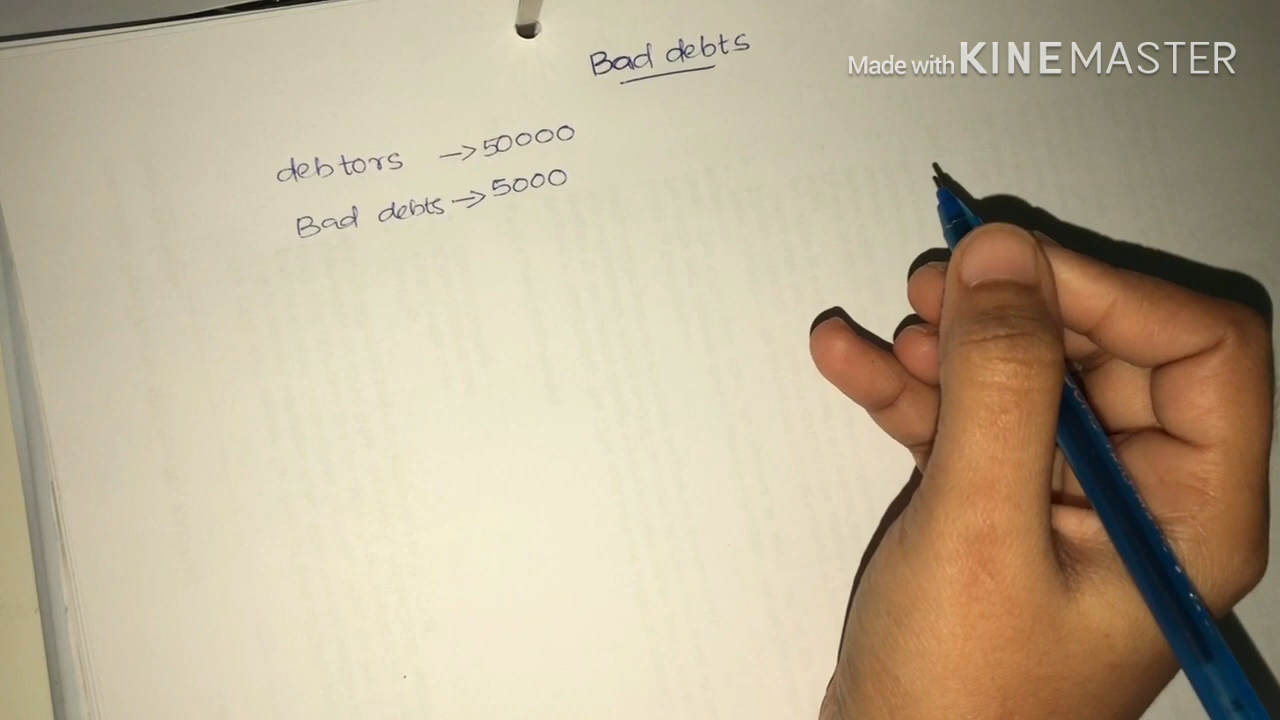 Bad debts
Made with KINEMASTER
debtors → 50000
Bad debts → 5000